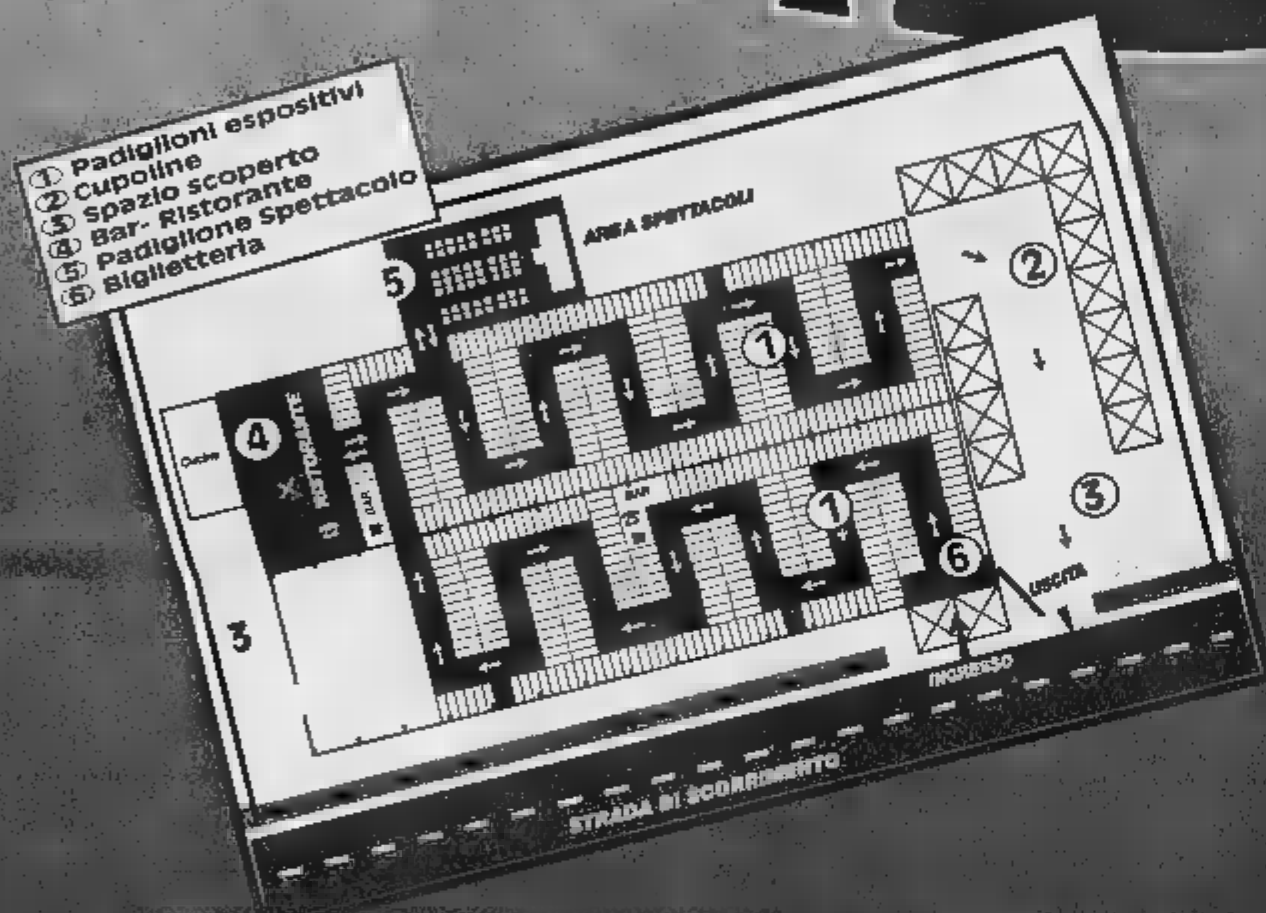 ① Padiglioni espositivi
② Cupoline
③ Spazio scoperto
④ Bar- Ristorante
⑤ Padiglione Spettacolo
⑥ Biglietteria
AREA SPETTACOLI
5
N
2
1
4
RISTORANTE
BAR
BAR
1
3
6
USCITA
3
INGRESSO
STRADA DI SCORRIMENTO